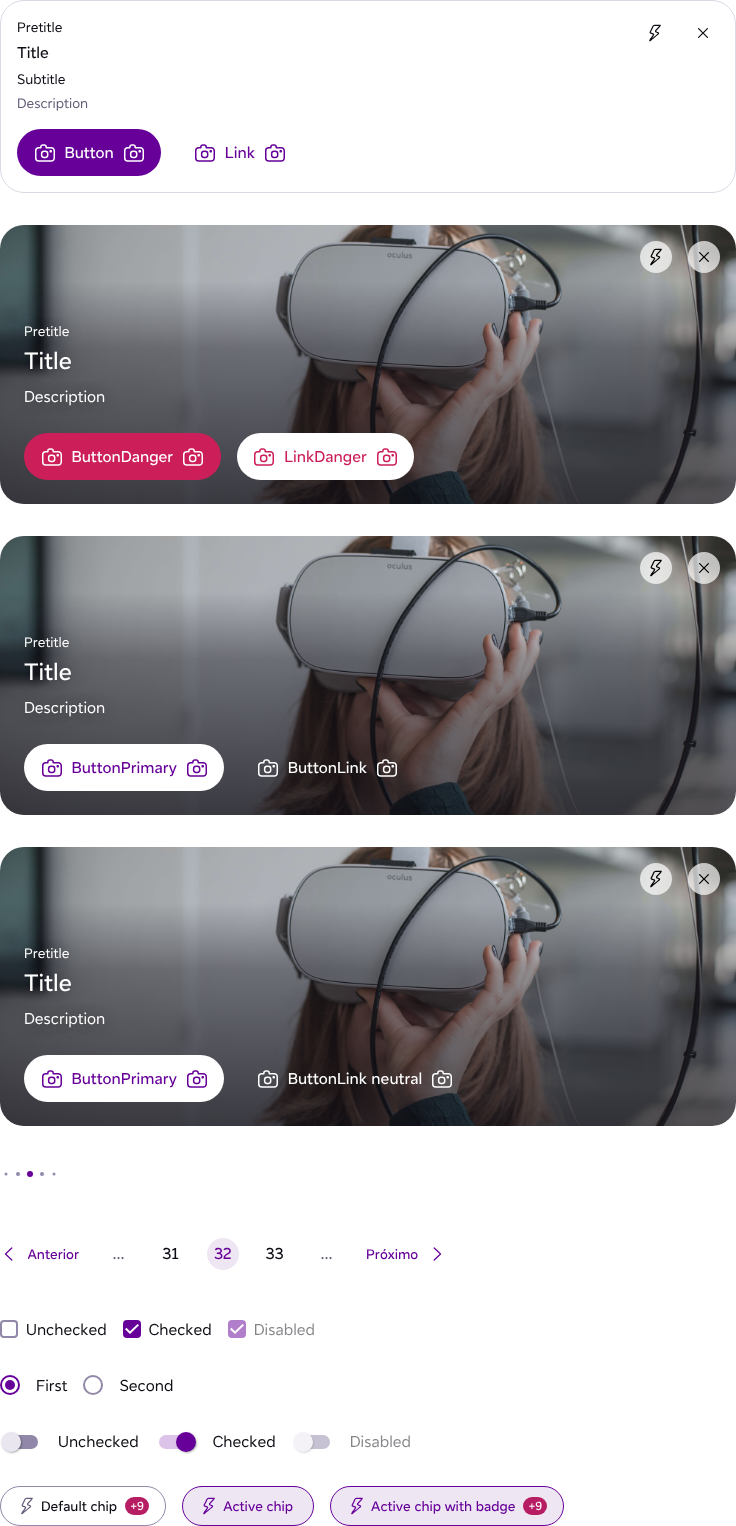 Pretitle
Title
Subtitle
Description
Button
Link
oculus
Pretitle
Title
Description
ButtonDanger
LinkDanger
oculus
Pretitle
Title
Description
ButtonPrimary
ButtonLink
oculus
Pretitle
Title
Description
ButtonPrimary
ButtonLink neutral
Anterior ... 31 32 33 ... Próximo
Unchecked Checked Disabled
First Second
Unchecked Checked Disabled
Default chip +9 Active chip Active chip with badge +9